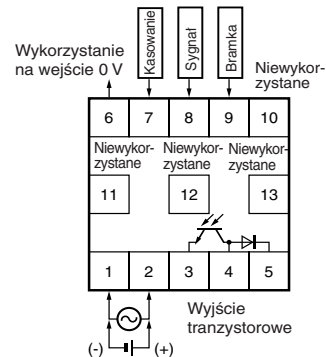 Wykorzystanie
na wejście 0 V
Kasowanie
Sygnał
Bramka
Niewykor-
zystane
6 7 8 9 10
Niewykor-
zystane
Niewykor-
zystane
Niewykor-
zystane
11 12 13
1 2 3 4 5
(-) (+)
Wyjście
tranzystorowe